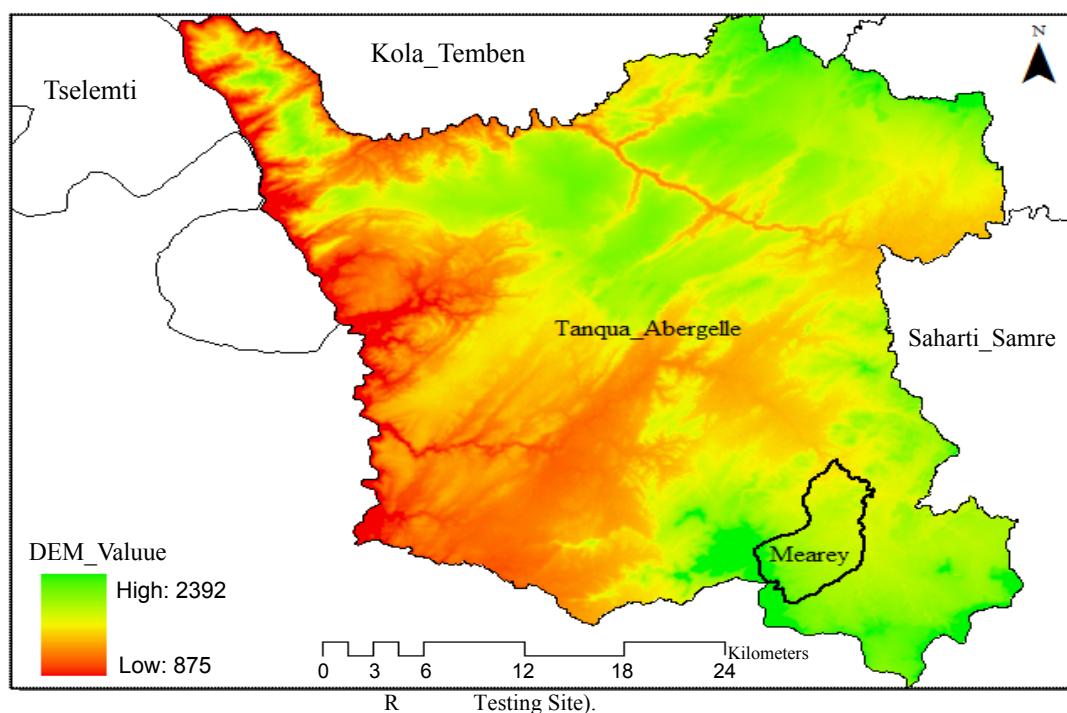 N
Kola_Temben
Tselemti
Tanqua_Abergelle
Saharti_Samre
Mearey
DEM_Valuue
High: 2392
Low: 875
Kilometers
0 3 6 12 18 24
R Testing Site).